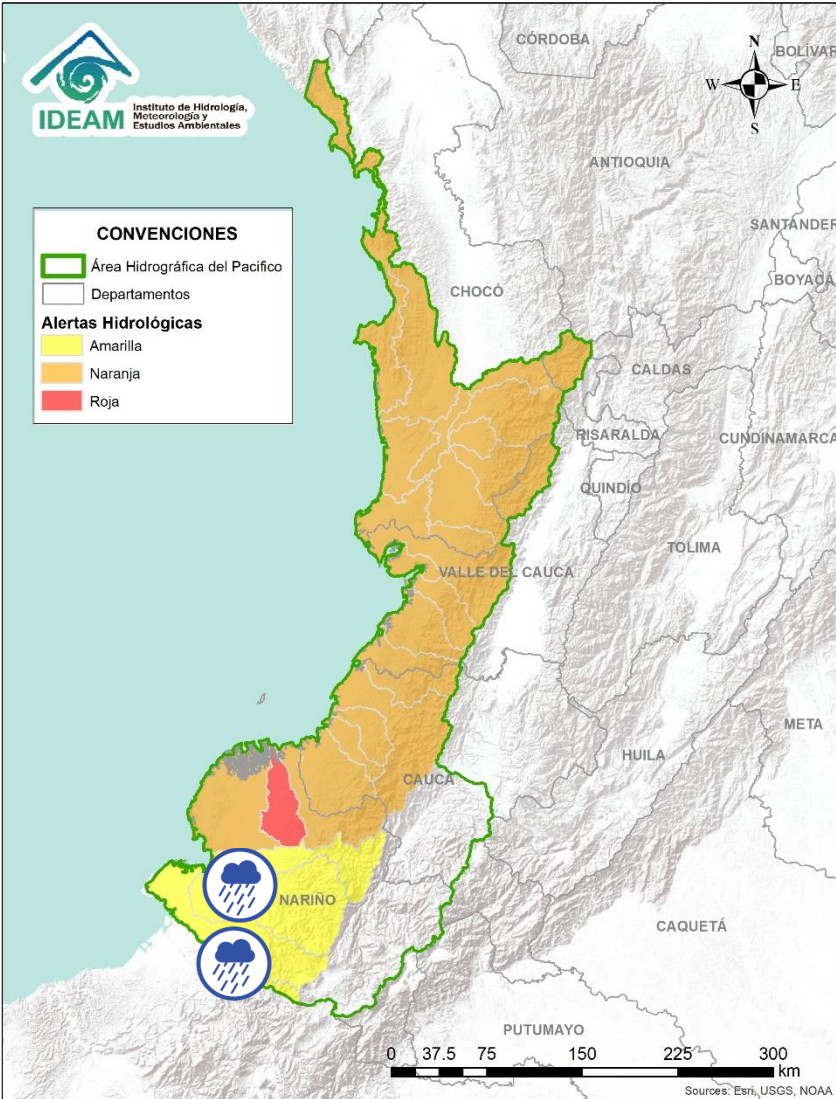 IDEAM
Instituto de Hidrología,
Meteorología y
Estudios Ambientales
N
W
E
S
CÓRDOBA
BOLÍVAR
ANTIOQUIA
SANTANDER
BOYACÁ
CHOCÓ
CALDAS
RISARALDA
CUNDINAMARCA
QUINDÍO
TOLIMA
VALLE DEL CAUCA
META
HUILA
CAUCA
NARIÑO
CAQUETÁ
PUTUMAYO
CONVENCIONES
Área Hidrográfica del Pacifico
Departamentos
Alertas Hidrológicas
Amarilla
Naranja
Roja
0 37.5 75 150 225 300
km
Sources: Esri, USGS, NOAA